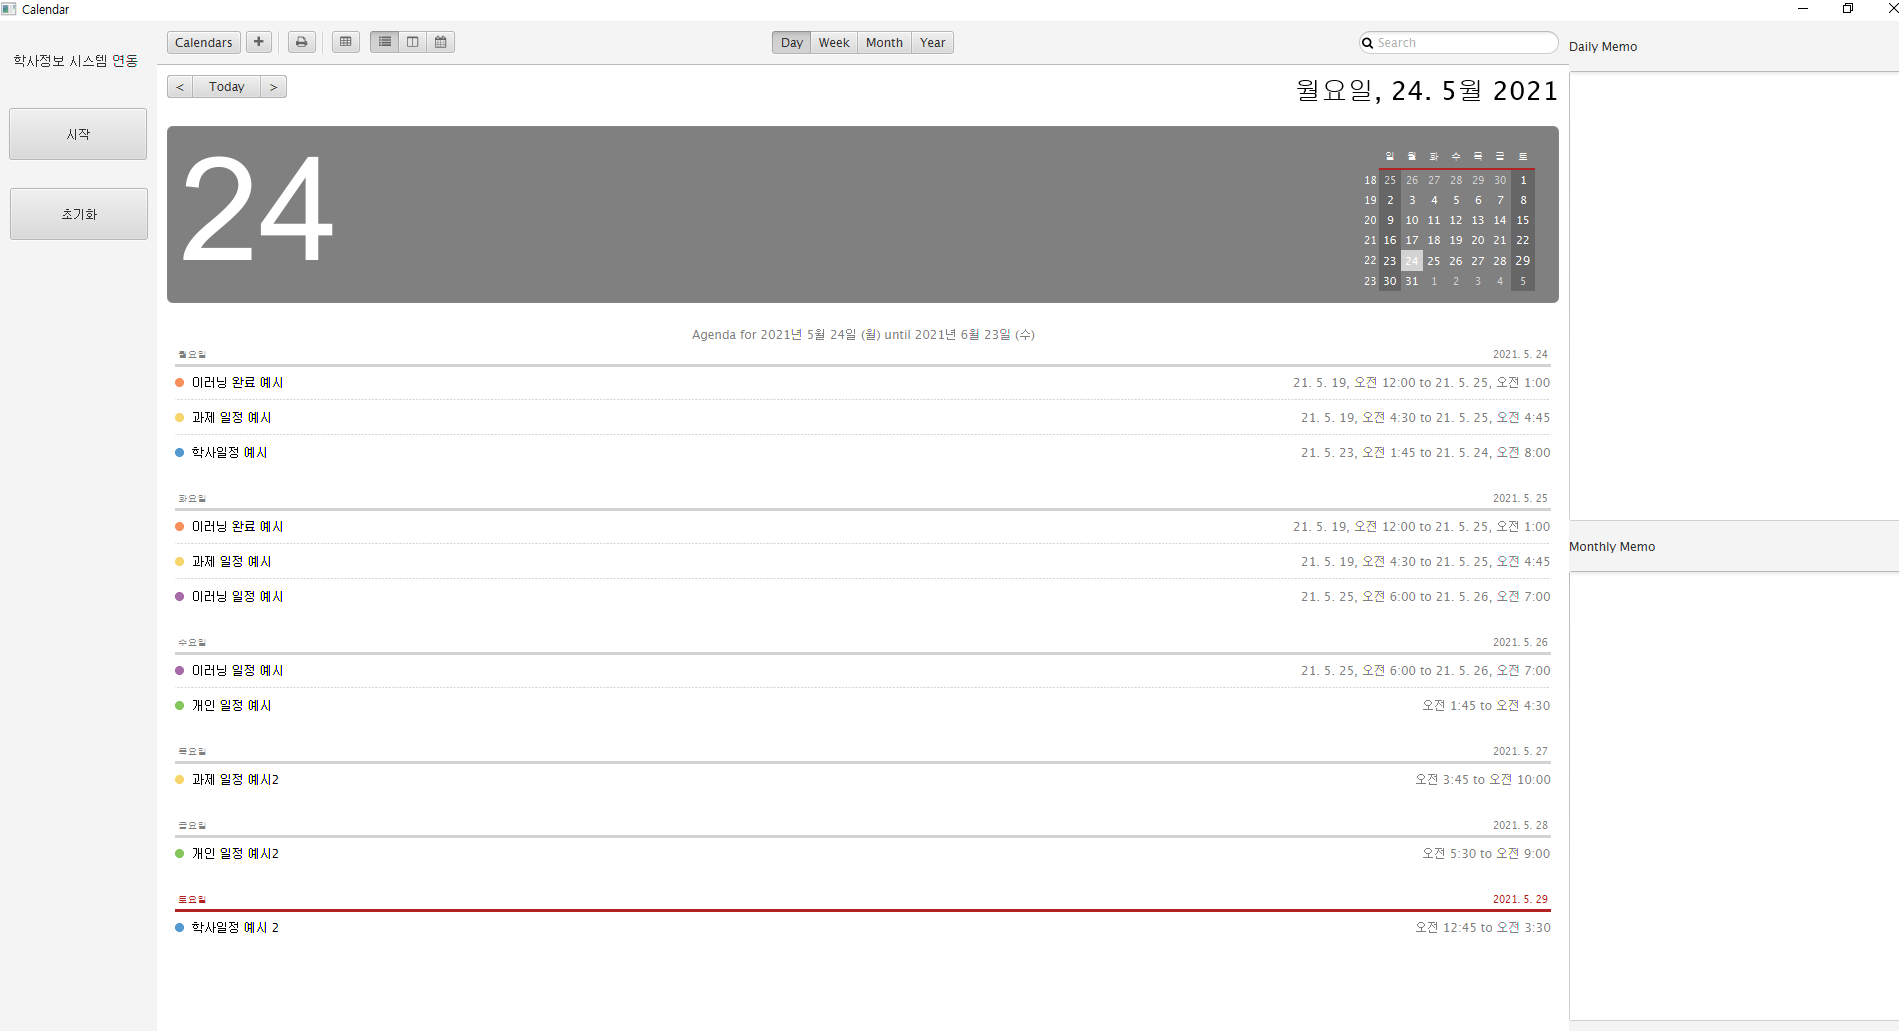 Calendar
학사정보 시스템 연동
시작
초기화
Calendars
Day Week Month Year
Search
< Today >
월요일, 24. 5월 2021
24
일 월 화 수 목 금 토
18 25 26 27 28 29 30 1
19 2 3 4 5 6 7 8
20 9 10 11 12 13 14 15
21 16 17 18 19 20 21 22
22 23 24 25 26 27 28 29
23 30 31 1 2 3 4 5
Agenda for 2021년 5월 24일 (월) until 2021년 6월 23일 (수)
월요일 2021. 5. 24
이러닝 완료 예시 21. 5. 19, 오전 12:00 to 21. 5. 25, 오전 1:00
과제 일정 예시 21. 5. 19, 오전 4:30 to 21. 5. 25, 오전 4:45
학사일정 예시 21. 5. 23, 오전 1:45 to 21. 5. 24, 오전 8:00
화요일 2021. 5. 25
이러닝 완료 예시 21. 5. 19, 오전 12:00 to 21. 5. 25, 오전 1:00
과제 일정 예시 21. 5. 19, 오전 4:30 to 21. 5. 25, 오전 4:45
이러닝 일정 예시 21. 5. 25, 오전 6:00 to 21. 5. 26, 오전 7:00
수요일 2021. 5. 26
이러닝 일정 예시 21. 5. 25, 오전 6:00 to 21. 5. 26, 오전 7:00
개인 일정 예시 오전 1:45 to 오전 4:30
목요일 2021. 5. 27
과제 일정 예시2 오전 3:45 to 오전 10:00
금요일 2021. 5. 28
개인 일정 예시2 오전 5:30 to 오전 9:00
토요일 2021. 5. 29
학사일정 예시 2 오전 12:45 to 오전 3:30
Daily Memo
Monthly Memo